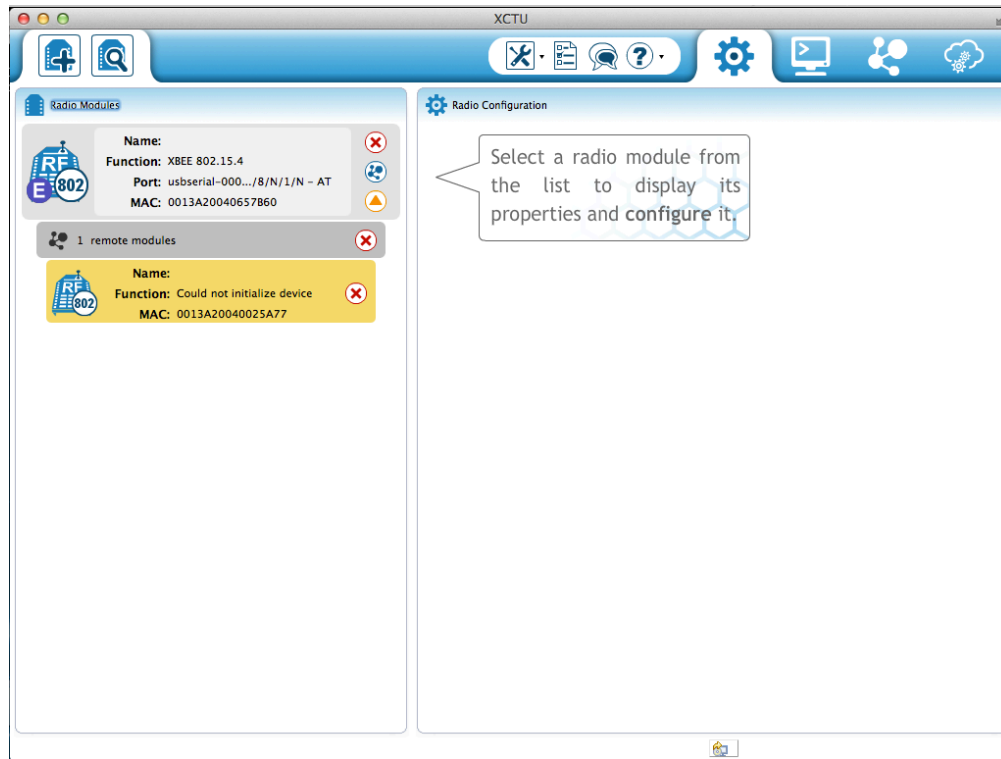 XCTU
Radio Modules
Name:
Function: XBEE 802.15.4
Port: usbserial-000.../8/N/1/N - AT
MAC: 0013A20040657B60
RF
802
E
1 remote modules
Name:
Function: Could not initialize device
MAC: 0013A20040025A77
RF
802
Radio Configuration
Select a radio module from
the list to display its
properties and configure it.